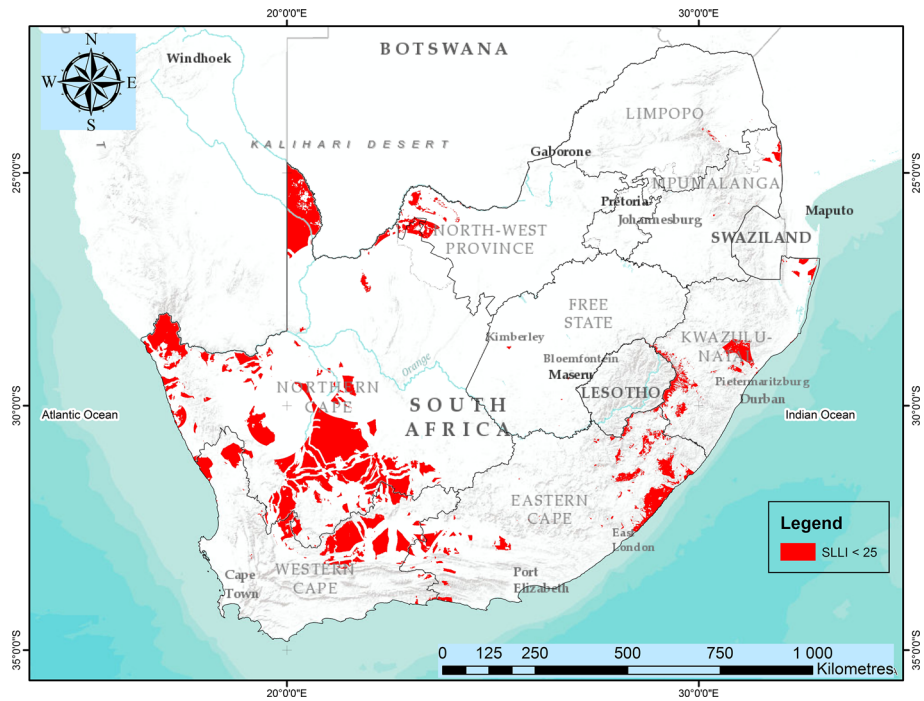 20°0'0"E 30°0'0"E
N
W E
S
Windhoek
BOTSWANA
KALIHARI DESERT
T
LIMPOPO
Gaborone
25°0'0"S 25°0'0"S
MPUMALANGA
Pretoria
Johannesburg
Maputo
NORTH-WEST
PROVINCE
SWAZILAND
FREE
STATE
Kimberley
KWAZULU-
NATAL
Bloemfontein
Maseru
Orange
NORTHERN
CAPE
LESOTHO
Pietermaritzburg
Durban
30°0'0"S 30°0'0"S
Atlantic Ocean
SOUTH
AFRICA
Indian Ocean
EASTERN
CAPE
East
London
Legend
SLLI < 25
WESTERN
CAPE
Cape
Town
Port
Elizabeth
35°0'0"S 35°0'0"S
0 125 250 500 750 1 000
Kilometres
20°0'0"E 30°0'0"E